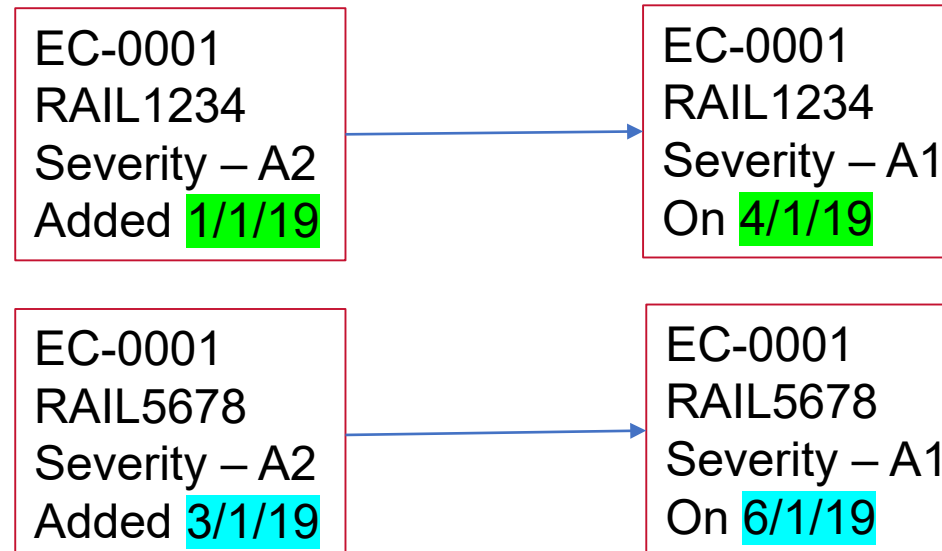 EC-0001
RAIL1234
Severity – A2
Added 1/1/19
EC-0001
RAIL1234
Severity – A1
On 4/1/19
EC-0001
RAIL5678
Severity – A2
Added 3/1/19
EC-0001
RAIL5678
Severity – A1
On 6/1/19